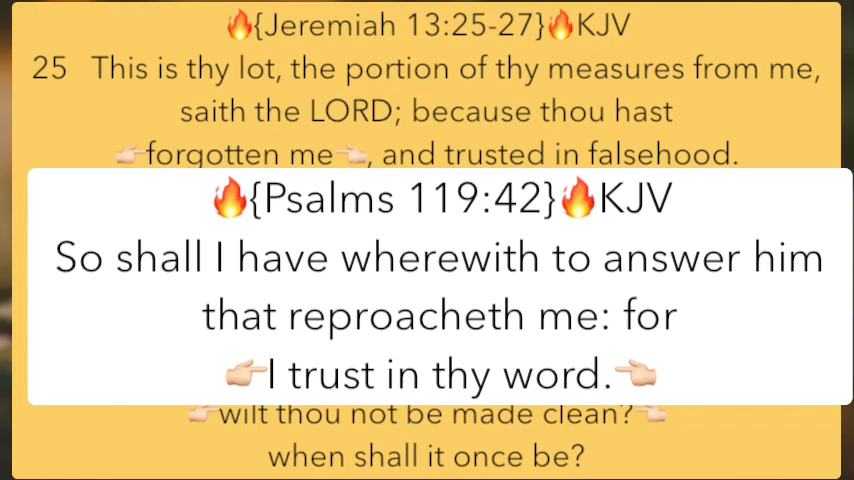 🔥{Jeremiah 13:25-27}🔥KJV
25 This is thy lot, the portion of thy measures from me,
saith the LORD; because thou hast
👉🏻forgotten me👈🏻, and trusted in falsehood.
🔥{Psalms 119:42}🔥KJV
So shall I have wherewith to answer him
that reproacheth me: for
👉🏻I trust in thy word.👈🏻
👉🏻wilt thou not be made clean?👈🏻
when shall it once be?